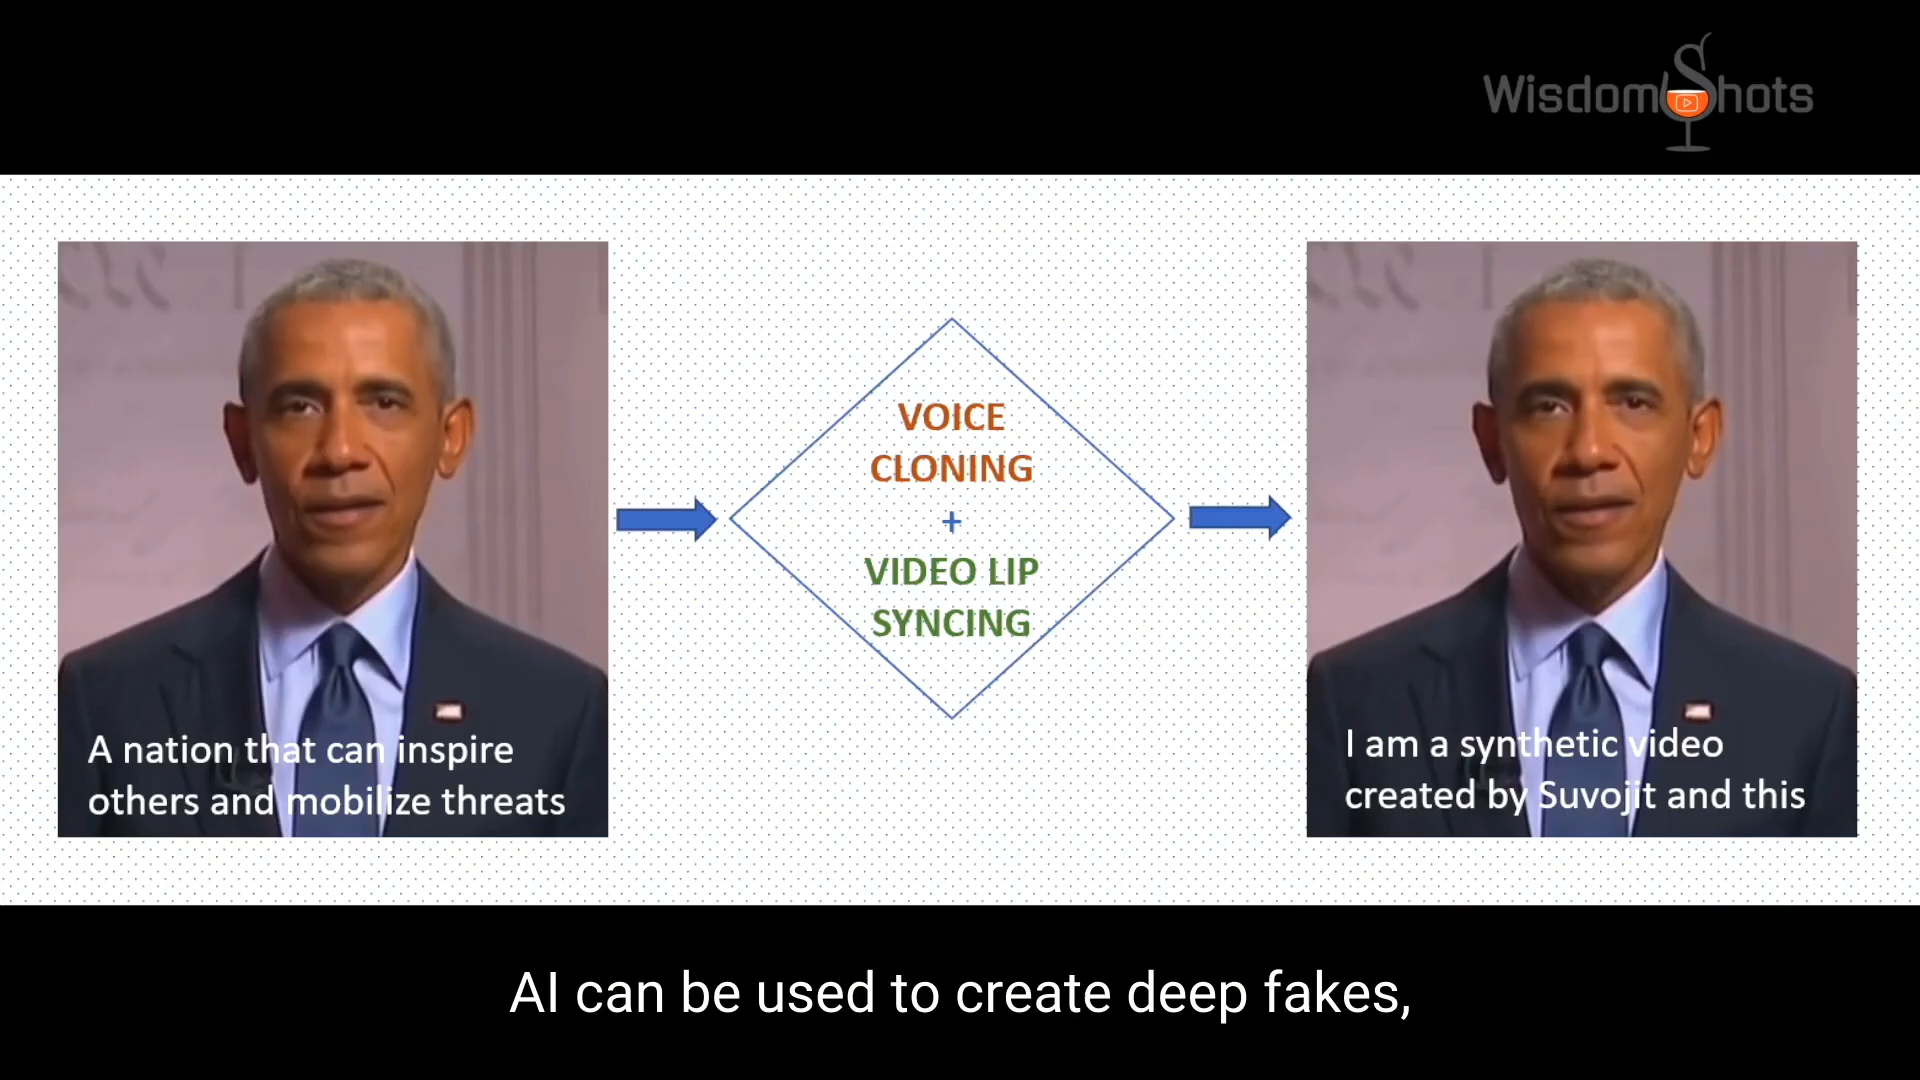 WisdomShots
VOICE
CLONING
+
VIDEO LIP
SYNCING
A nation that can inspire
others and mobilize threats
I am a synthetic video
created by Suvojit and this
AI can be used to create deep fakes,